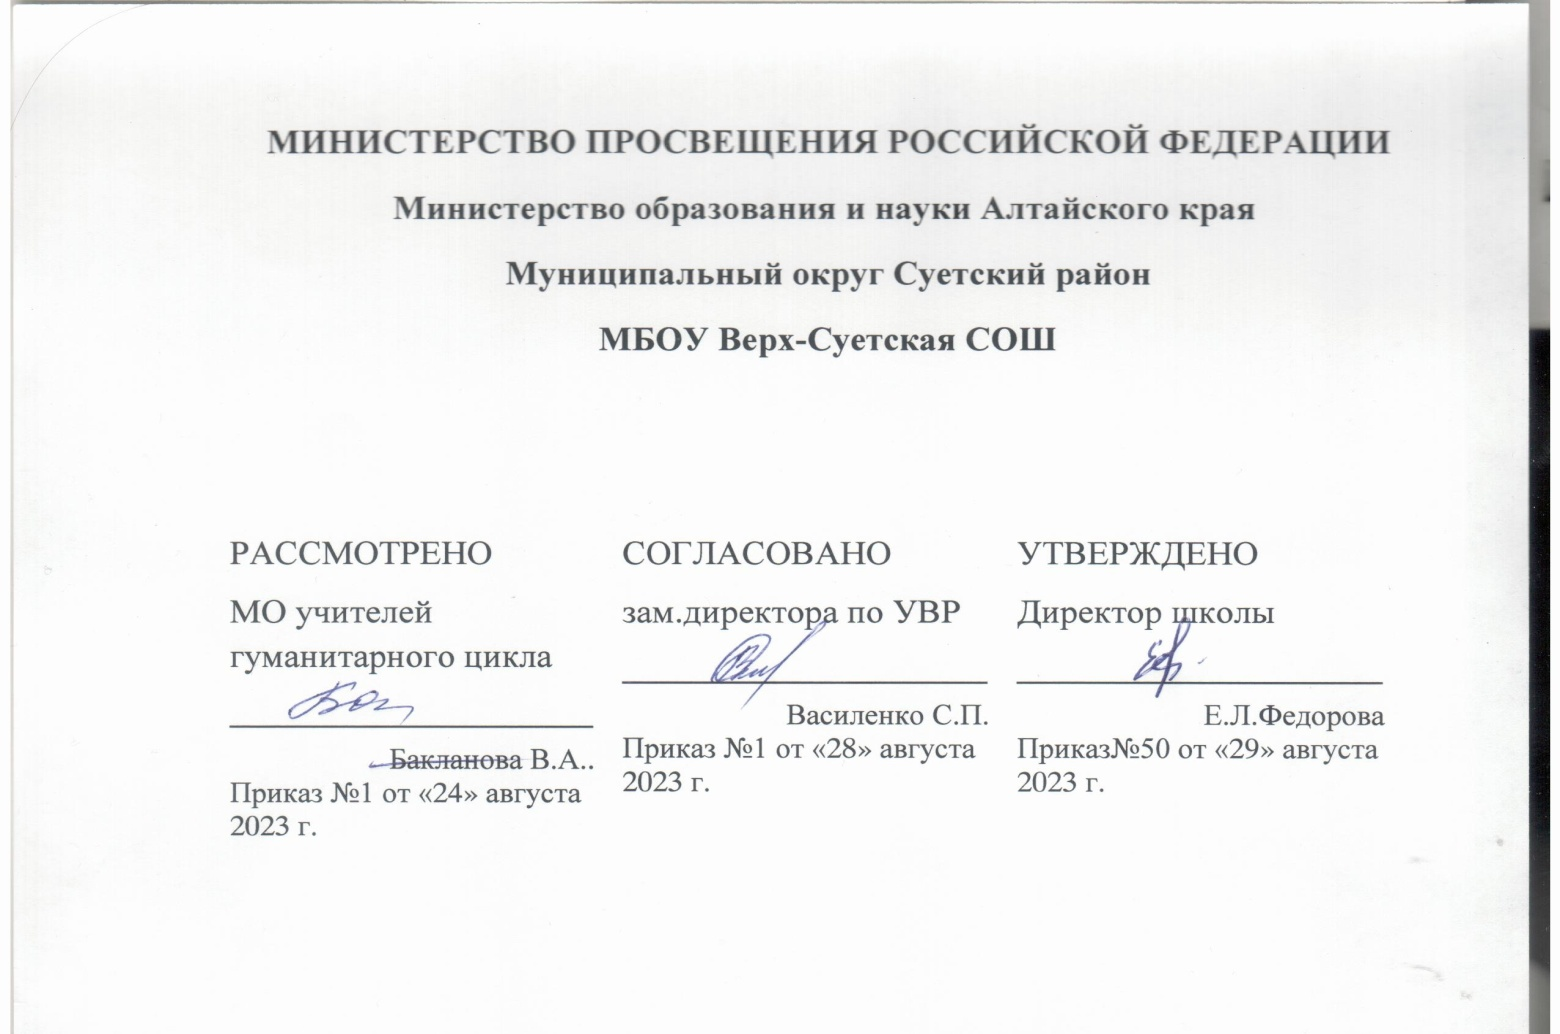 МИНИСТЕРСТВО ПРОСВЕЩЕНИЯ РОССИЙСКОЙ ФЕДЕРАЦИИ
Министерство образования и науки Алтайского края
Муниципальный округ Суетский район
МБОУ Верх-Суетская СОШ
РАССМОТРЕНО
МО учителей
гуманитарного цикла
Бакланова В.А..
Приказ №1 от «24» августа
2023 г.
СОГЛАСОВАНО
зам.директора по УВР
Василенко С.П.
Приказ №1 от «28» августа
2023 г.
УТВЕРЖДЕНО
Директор школы
Е.Л.Федорова
Приказ№50 от «29» августа
2023 г.